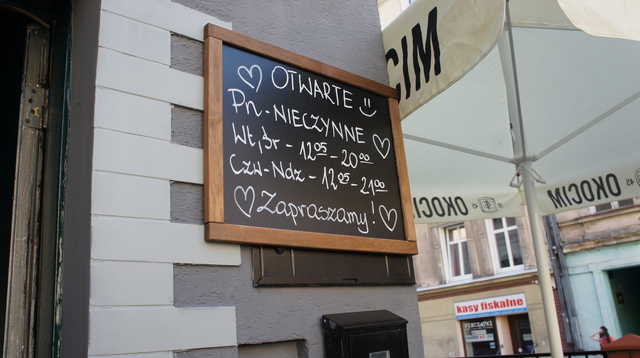 OTWARTE
Pn - NIECZYNNE
Wt, śr - 12⁰⁵ - 20⁰⁰
Czw - Ndz - 12⁰⁵ - 21⁰⁰
Zapraszamy!
CIM
OKOCIM
OKOCIM
kasy fiskalne